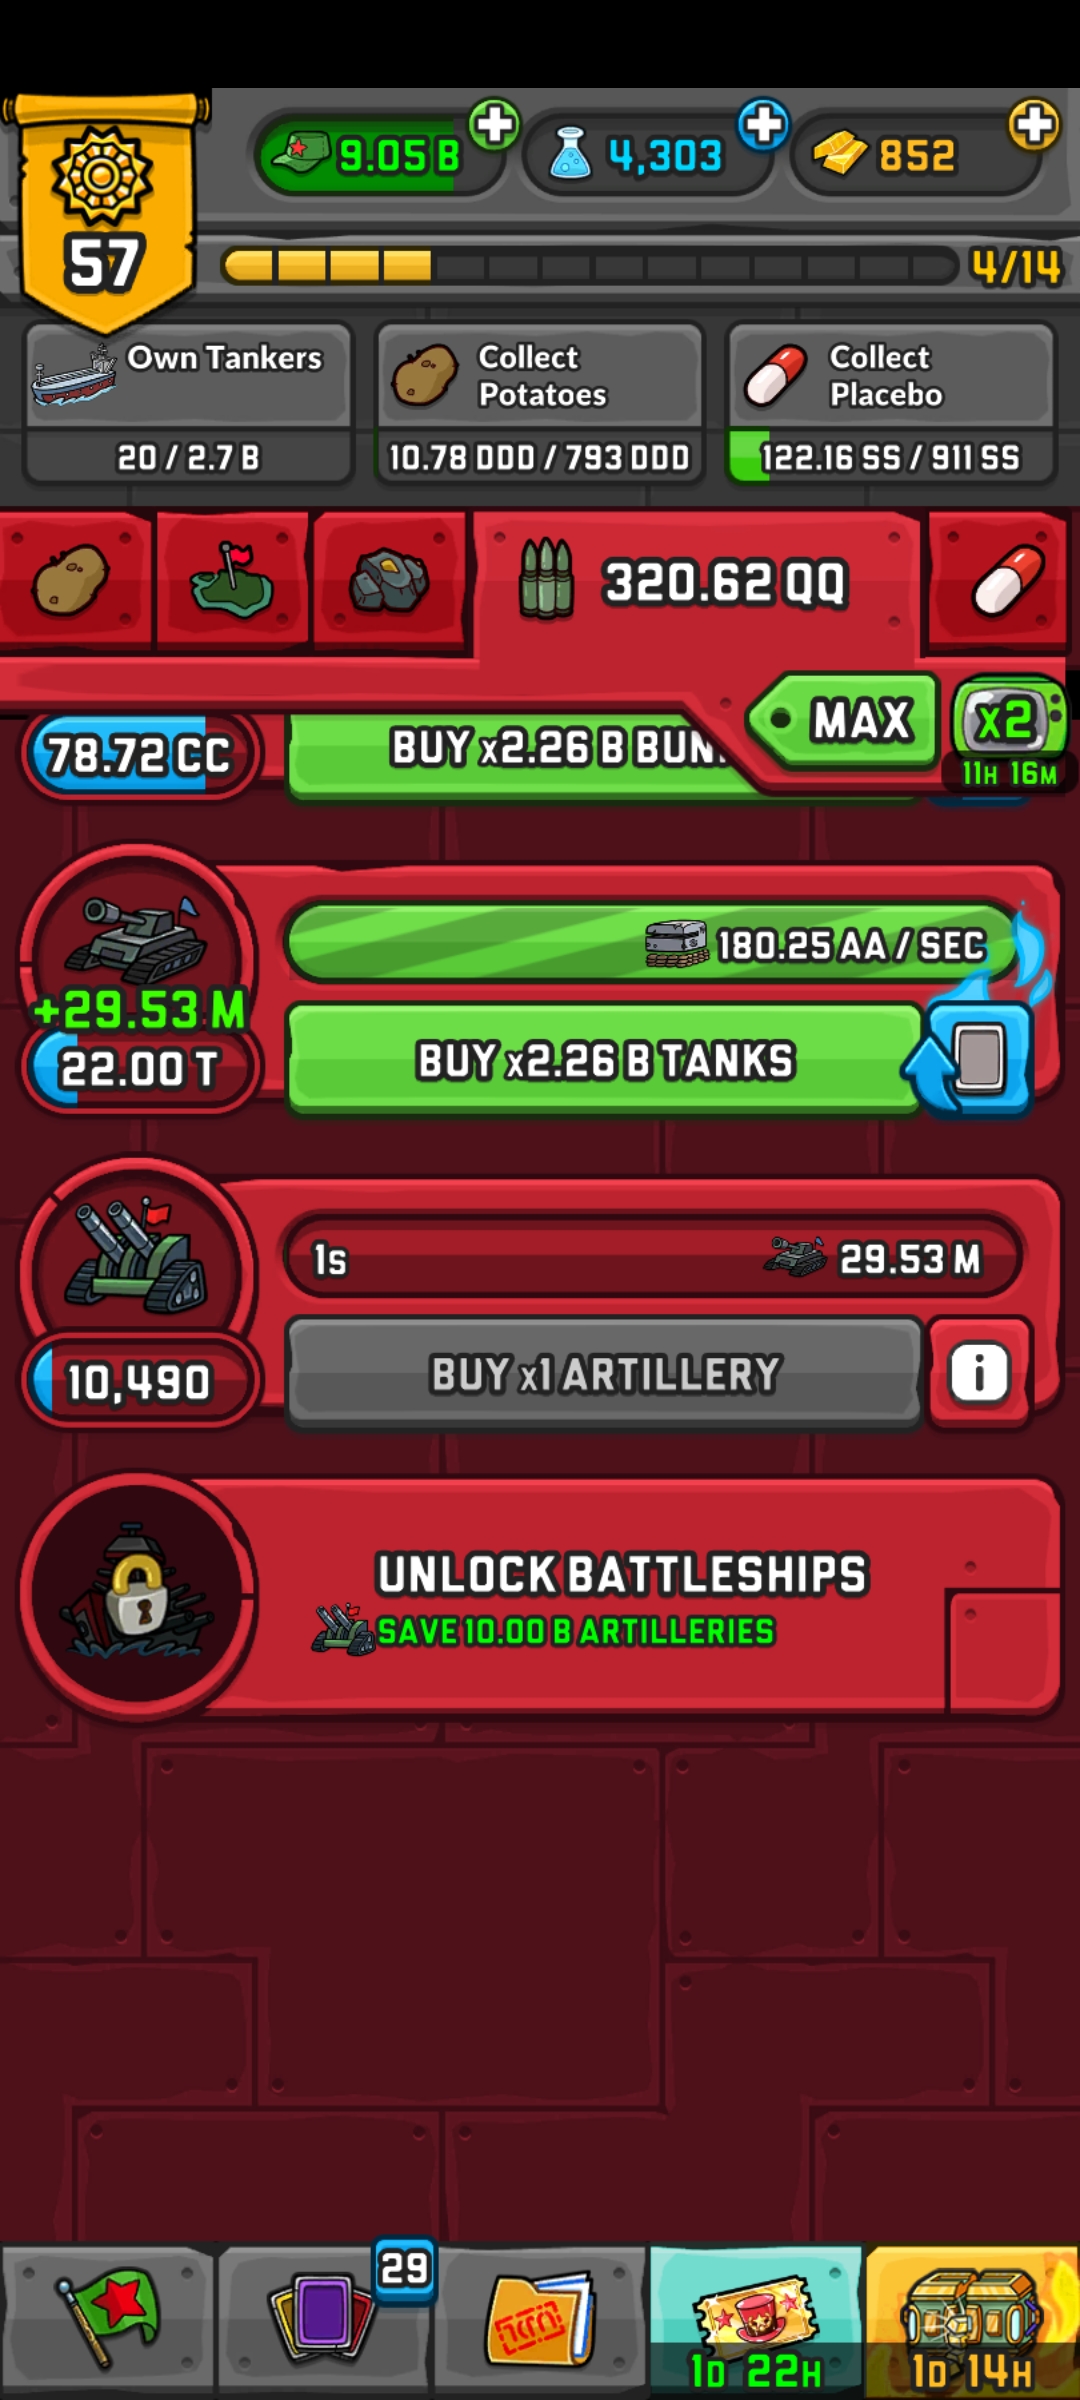 9.05 B
4,303
852
57
4/14
Own Tankers
20 / 2.7 B
Collect
Potatoes
10.78 DDD / 793 DDD
Collect
Placebo
122.16 SS / 911 SS
320.62 QQ
MAX
x2
11H 16M
78.72 CC
BUY x2.26 B BUN
180.25 AA / SEC
+29.53 M
22.00 T
BUY x2.26 B TANKS
1s
29.53 M
10,490
BUY x1 ARTILLERY
i
UNLOCK BATTLESHIPS
SAVE 10.00 B ARTILLERIES
29
1D 22H
1D 14H